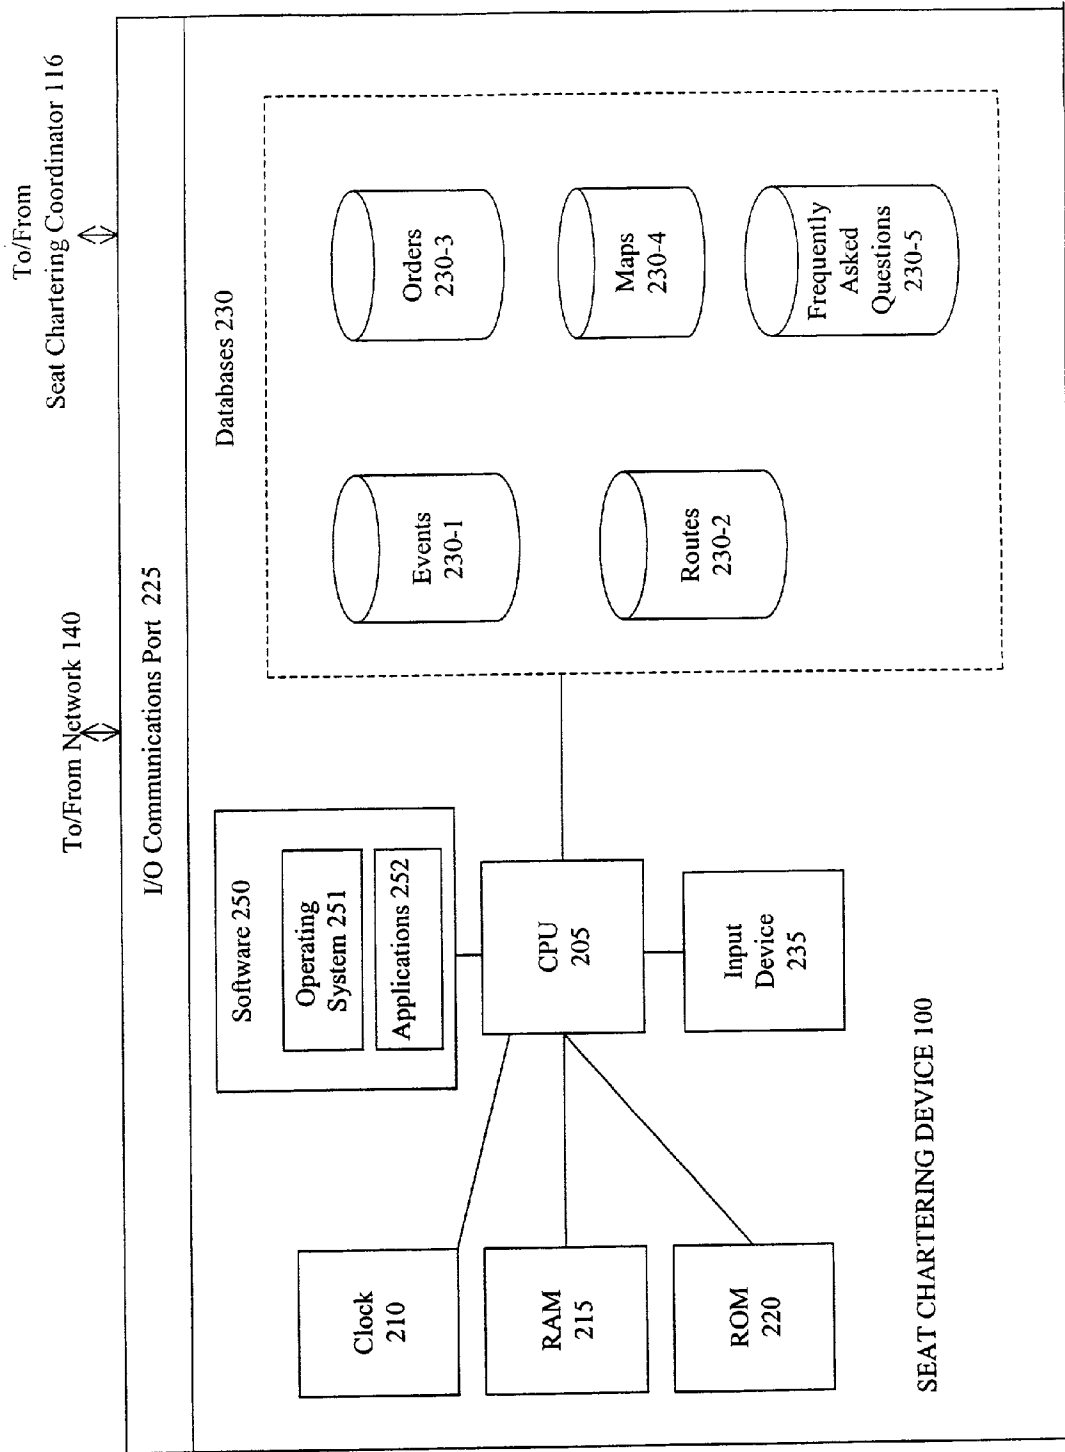 To/From
Seat Chartering Coordinator 116
To/From Network 140
I/O Communications Port 225
Databases 230
Software 250
Operating
System 251
Applications 252
Clock
210
RAM
215
ROM
220
CPU
205
Input
Device
235
Events
230-1
Routes
230-2
Orders
230-3
Maps
230-4
Frequently
Asked
Questions
230-5
SEAT CHARTERING DEVICE 100